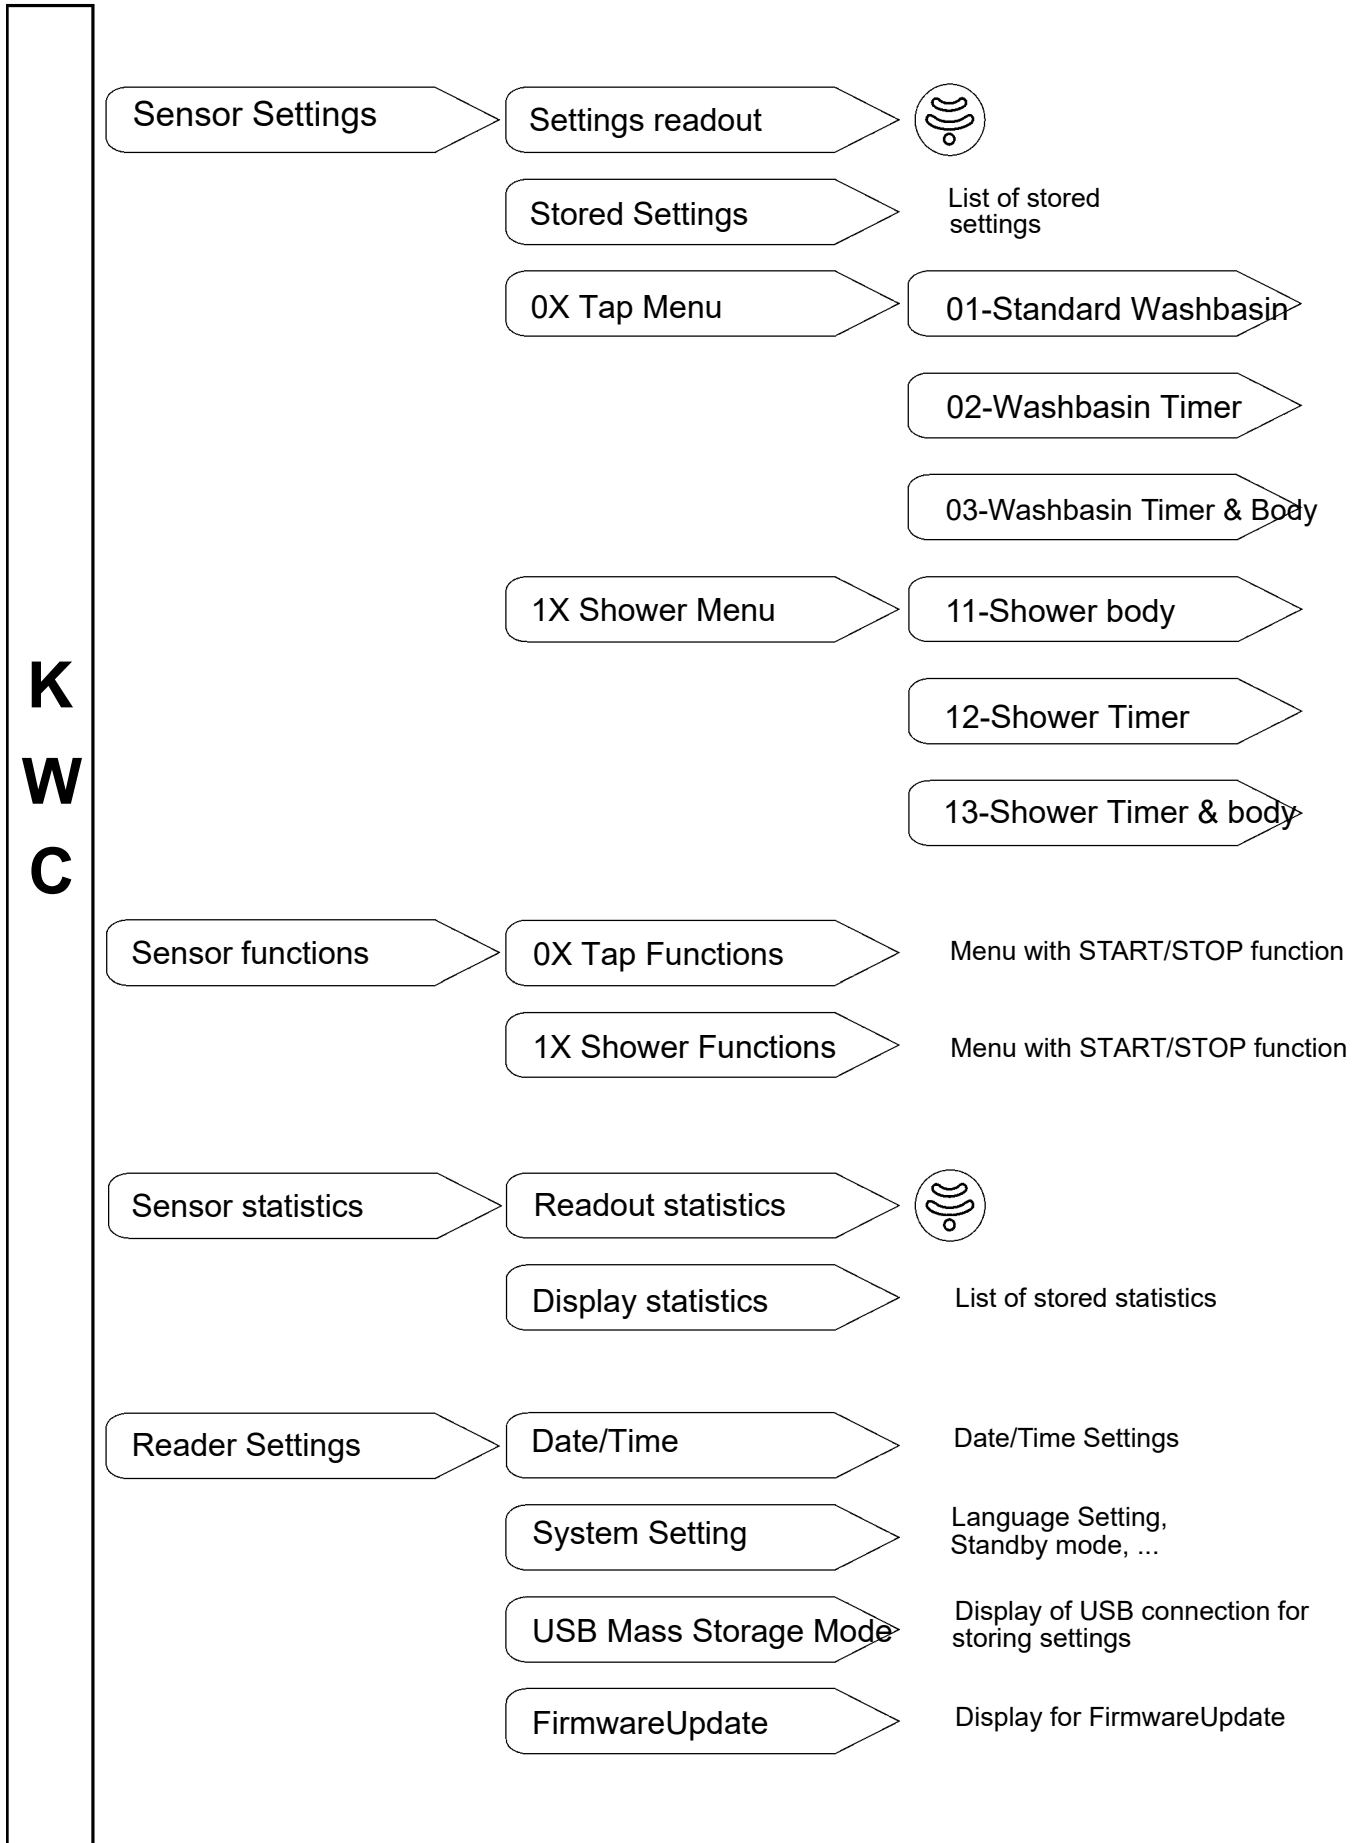 K
W
C
Sensor Settings
Settings readout
Stored Settings
List of stored
settings
0X Tap Menu
01-Standard Washbasin
02-Washbasin Timer
03-Washbasin Timer & Body
1X Shower Menu
11-Shower body
12-Shower Timer
13-Shower Timer & body
Sensor functions
0X Tap Functions
Menu with START/STOP function
1X Shower Functions
Menu with START/STOP function
Sensor statistics
Readout statistics
Display statistics
List of stored statistics
Reader Settings
Date/Time
Date/Time Settings
System Setting
Language Setting,
Standby mode, ...
USB Mass Storage Mode
Display of USB connection for
storing settings
FirmwareUpdate
Display for FirmwareUpdate